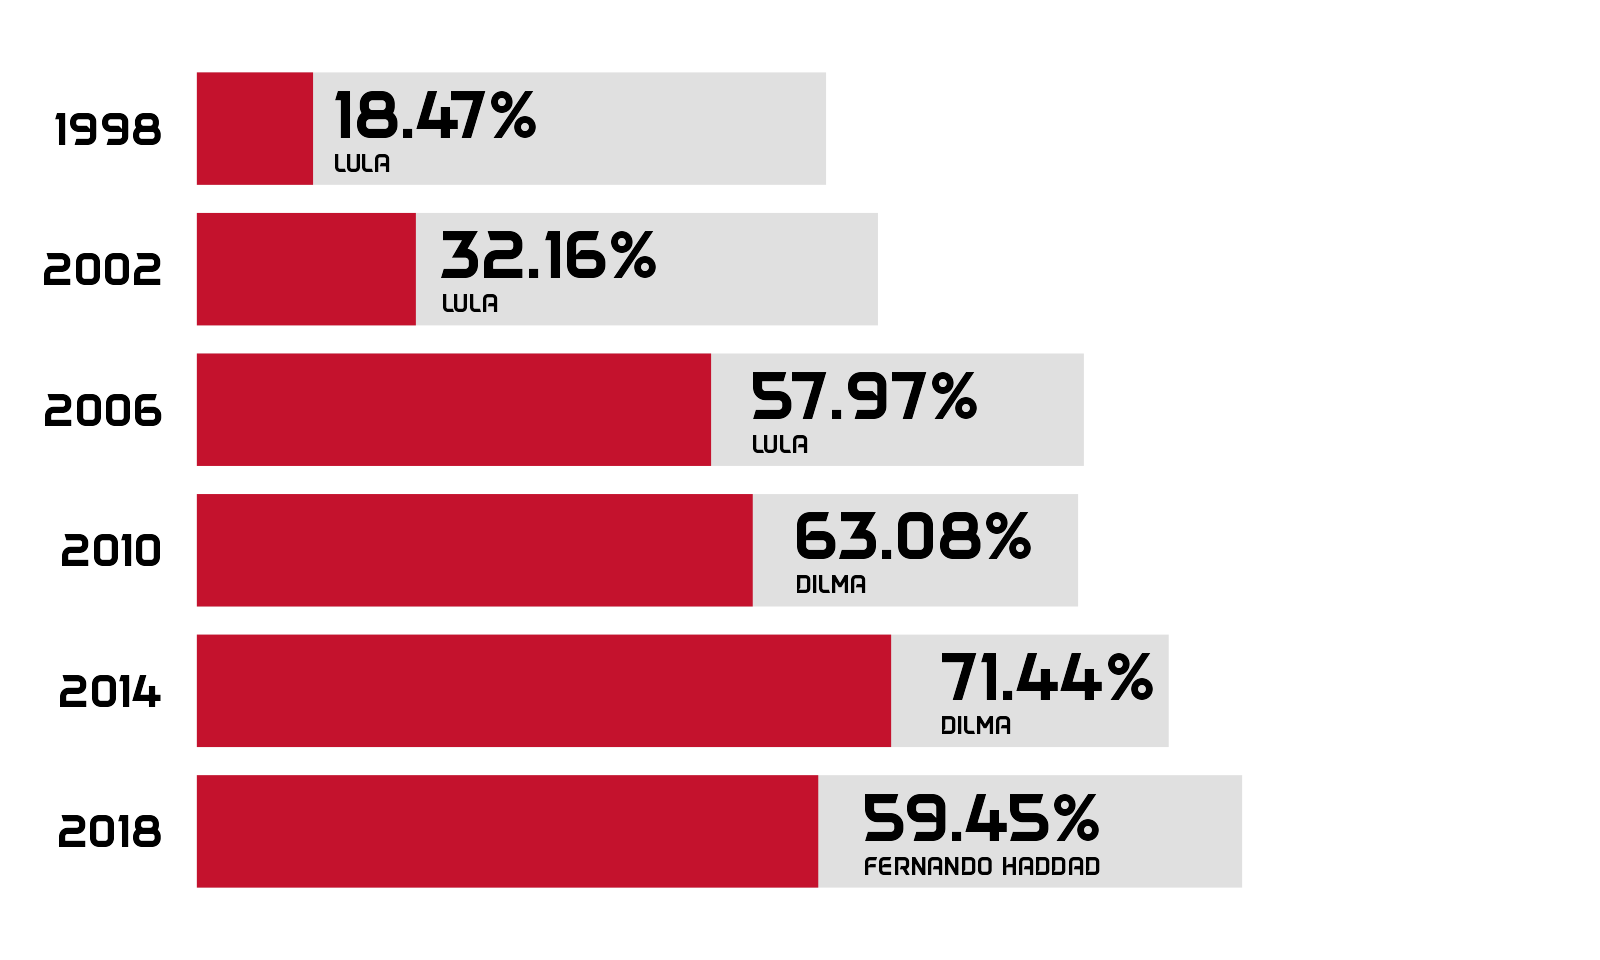 1998
18.47%
LULA
2002
32.16%
LULA
2006
57.97%
LULA
2010
63.08%
DILMA
2014
71.44%
DILMA
2018
59.45%
FERNANDO HADDAD